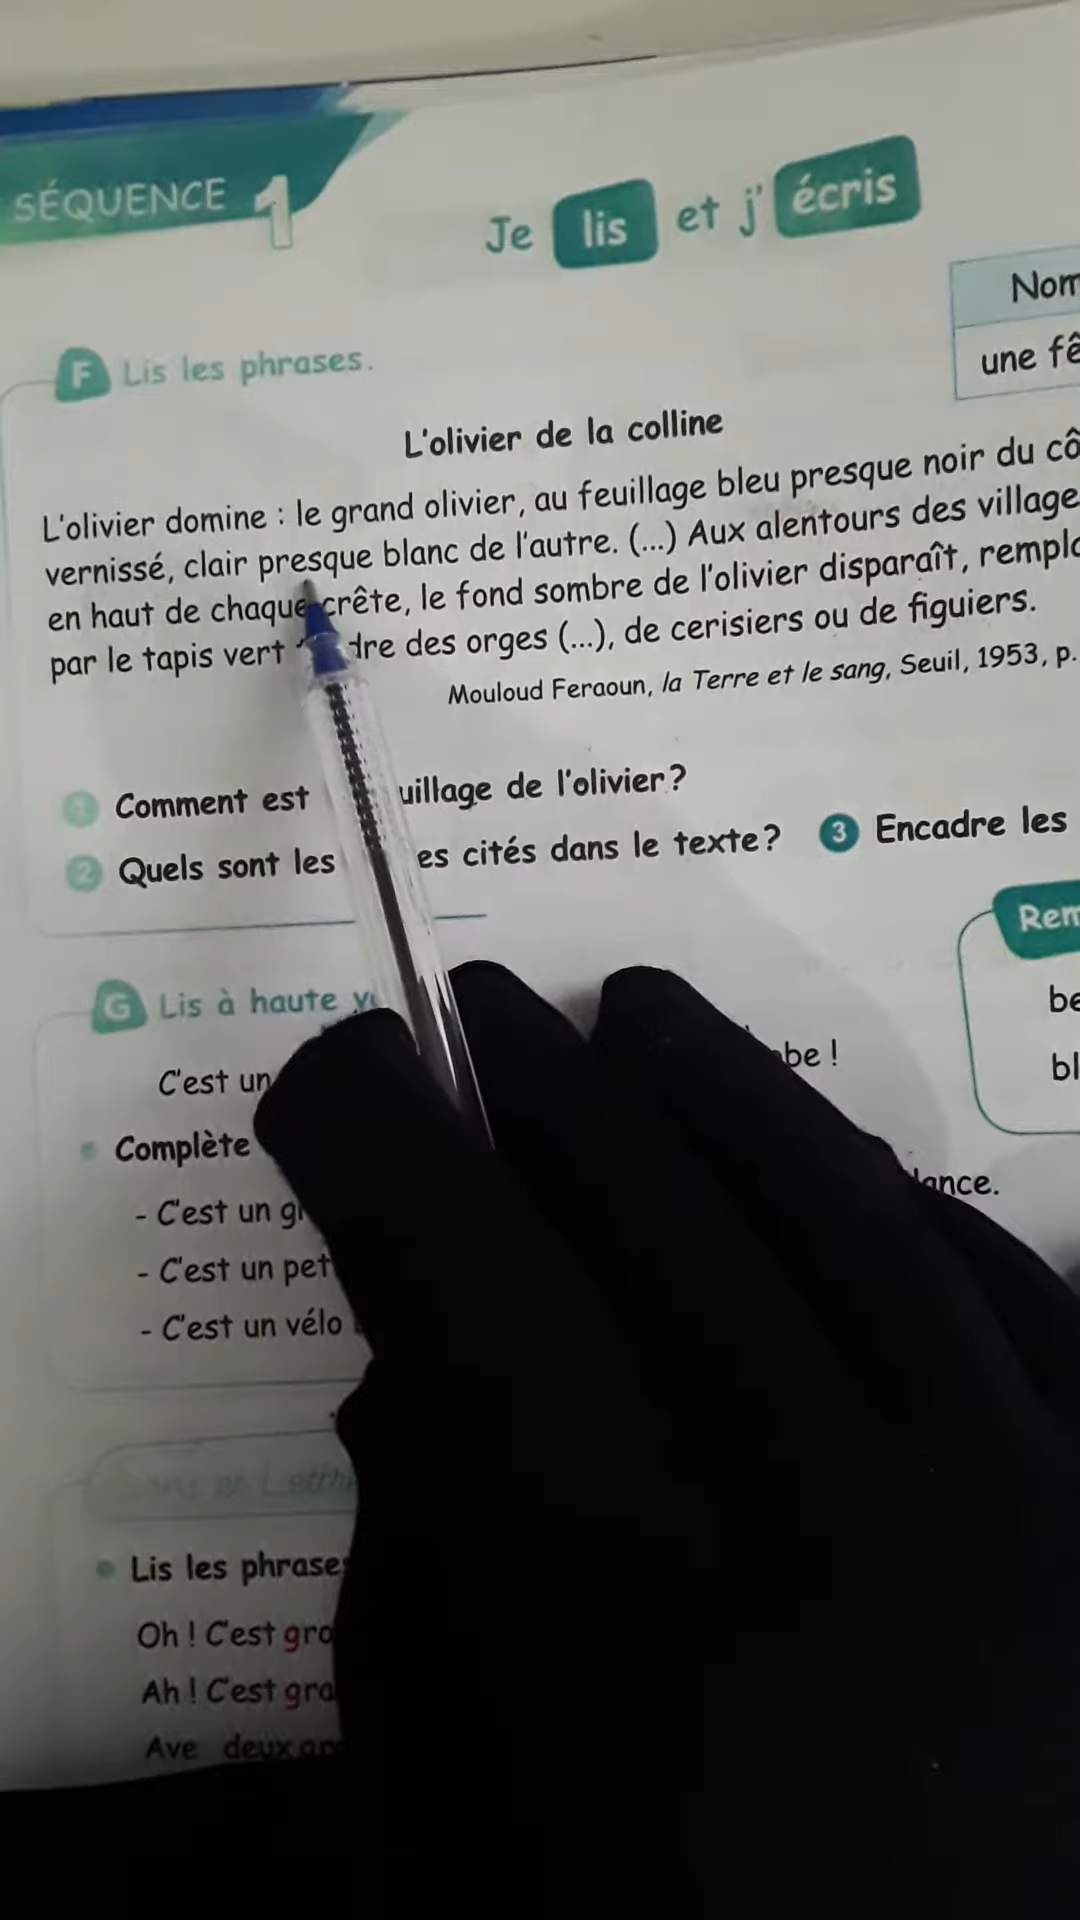 SÉQUENCE 1
Je lis et j'écris
Nom
une fê
F Lis les phrases.
L'olivier de la colline
L'olivier domine : le grand olivier, au feuillage bleu presque noir du cô
vernissé, clair presque blanc de l'autre. (...) Aux alentours des village
en haut de chaque crête, le fond sombre de l'olivier disparaît, rempla
par le tapis vert dre des orges (...), de cerisiers ou de figuiers.
Mouloud Feraoun, la Terre et le sang, Seuil, 1953, p.
1 Comment est uillage de l'olivier ?
2 Quels sont les es cités dans le texte ? 3 Encadre les
Rem
be
bl
G Lis à haute v
C'est un be !
Complète lance.
- C'est un gr
- C'est un pet
- C'est un vélo
Lis les phrases
Oh ! C'est gro
Ah ! C'est gra
Ave deux